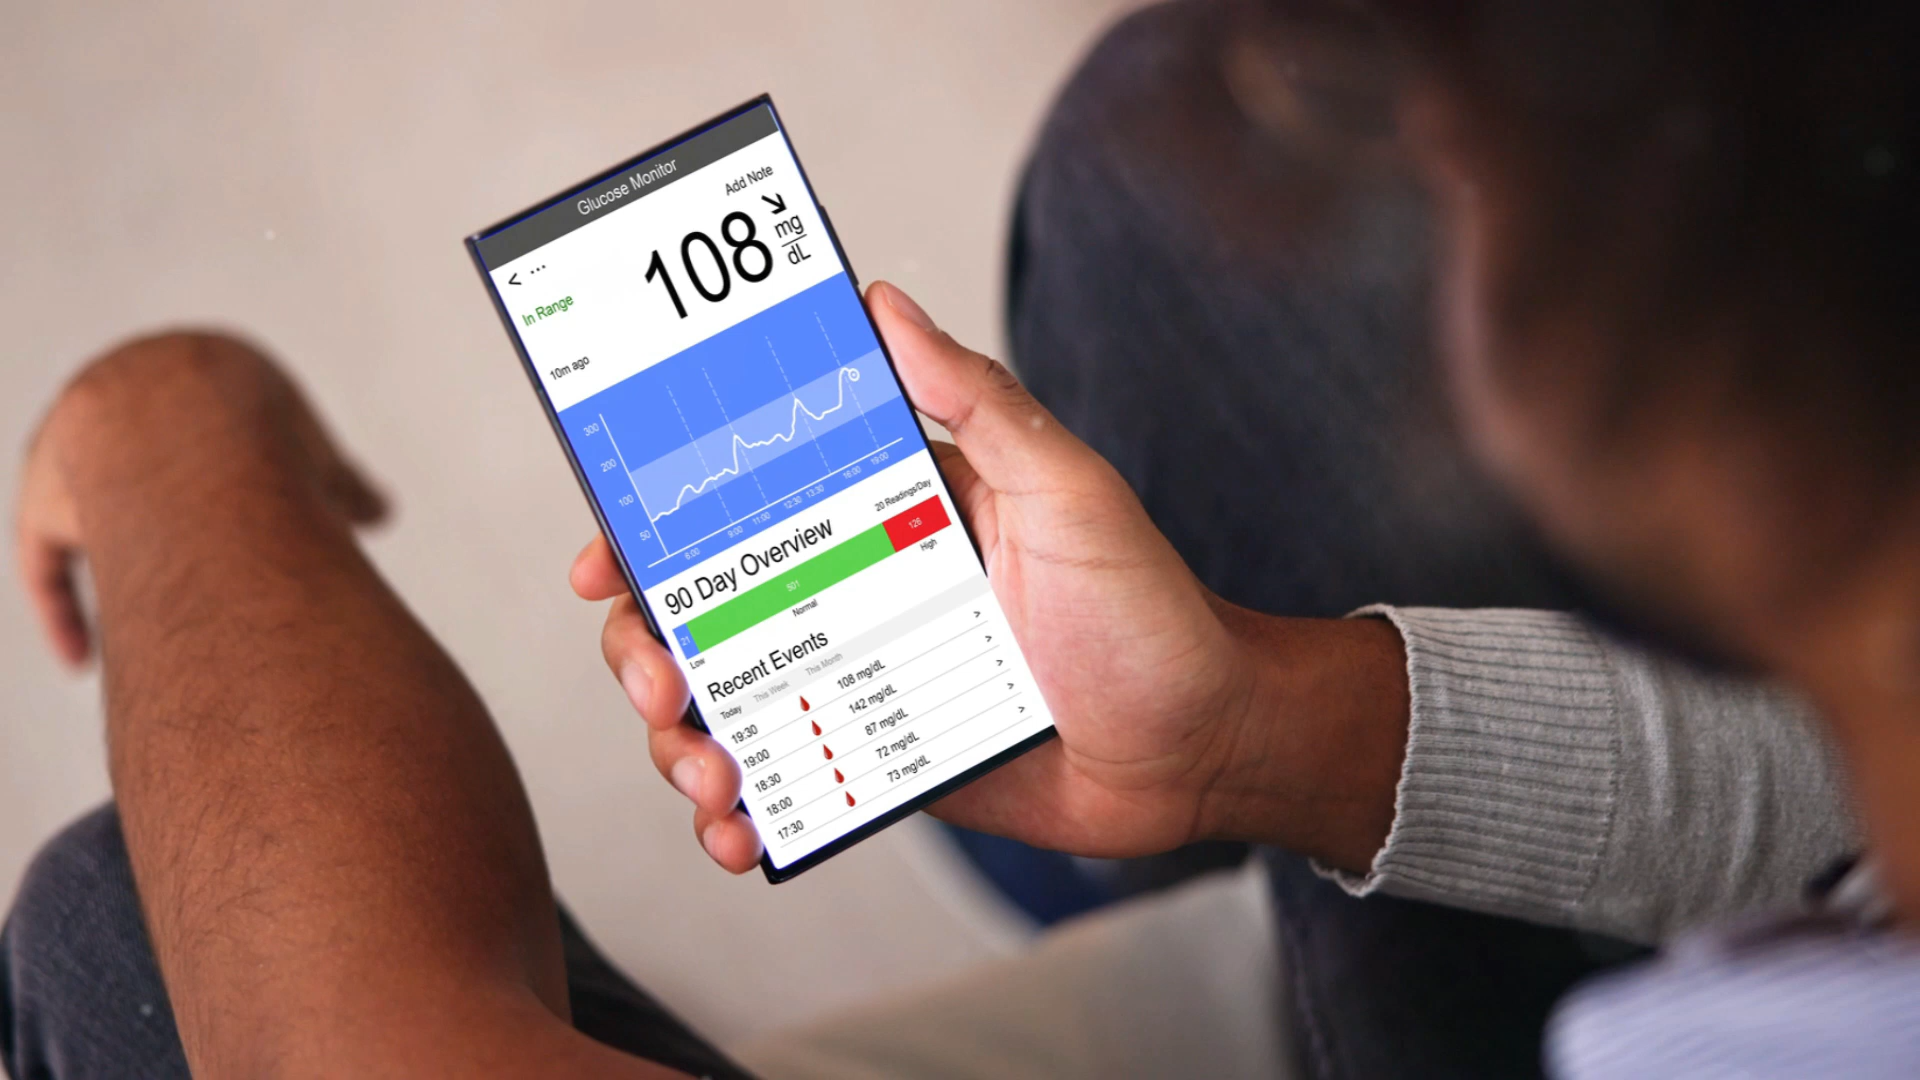 Glucose Monitor
< ... Add Note
In Range
108 mg/dL
10m ago
300
200
100
50
6:00 9:00 11:00 12:30 13:30 16:00 19:00
90 Day Overview
20 Readings/Day
21 501 126
Low Normal High
Recent Events
Today This Week This Month
19:30 108 mg/dL >
19:00 142 mg/dL >
18:30 87 mg/dL >
18:00 72 mg/dL >
17:30 73 mg/dL >